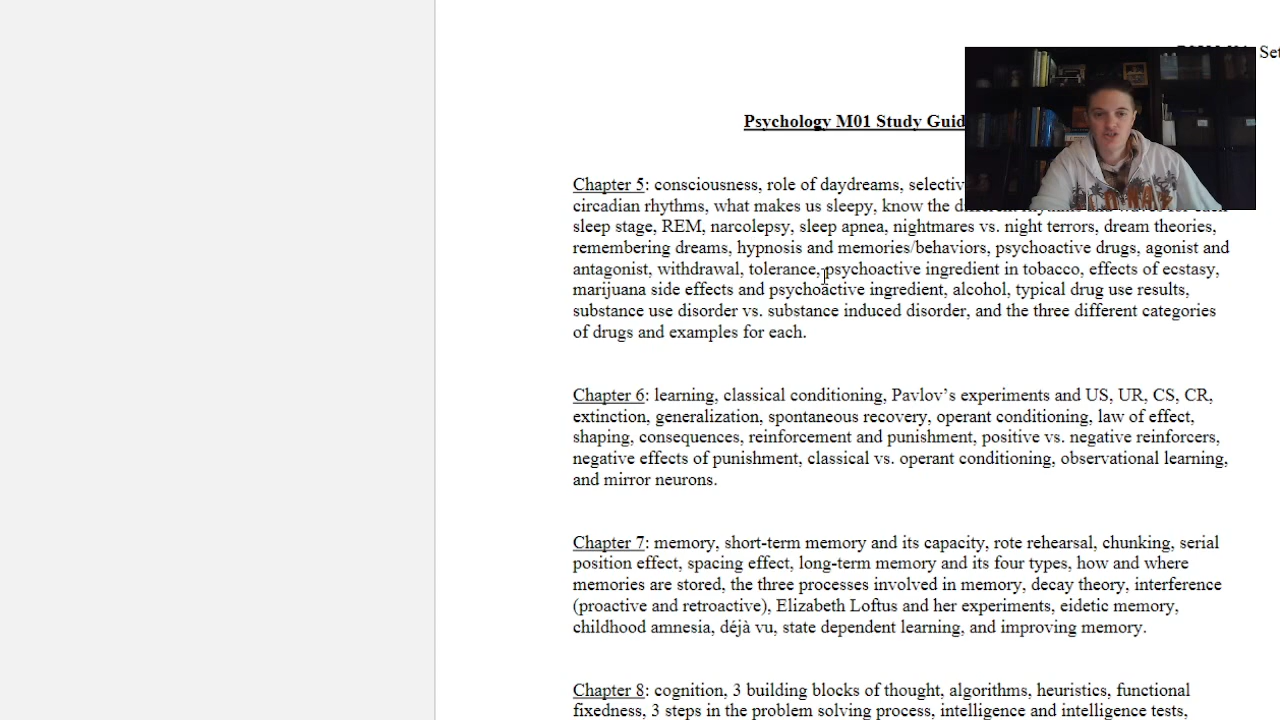 Set
Psychology M01 Study Guid
Chapter 5: consciousness, role of daydreams, selectiv
circadian rhythms, what makes us sleepy, know the
sleep stage, REM, narcolepsy, sleep apnea, nightmares vs. night terrors, dream theories,
remembering dreams, hypnosis and memories/behaviors, psychoactive drugs, agonist and
antagonist, withdrawal, tolerance, psychoactive ingredient in tobacco, effects of ecstasy,
marijuana side effects and psychoactive ingredient, alcohol, typical drug use results,
substance use disorder vs. substance induced disorder, and the three different categories
of drugs and examples for each.
Chapter 6: learning, classical conditioning, Pavlov’s experiments and US, UR, CS, CR,
extinction, generalization, spontaneous recovery, operant conditioning, law of effect,
shaping, consequences, reinforcement and punishment, positive vs. negative reinforcers,
negative effects of punishment, classical vs. operant conditioning, observational learning,
and mirror neurons.
Chapter 7: memory, short-term memory and its capacity, rote rehearsal, chunking, serial
position effect, spacing effect, long-term memory and its four types, how and where
memories are stored, the three processes involved in memory, decay theory, interference
(proactive and retroactive), Elizabeth Loftus and her experiments, eidetic memory,
childhood amnesia, déjà vu, state dependent learning, and improving memory.
Chapter 8: cognition, 3 building blocks of thought, algorithms, heuristics, functional
fixedness, 3 steps in the problem solving process, intelligence and intelligence tests,